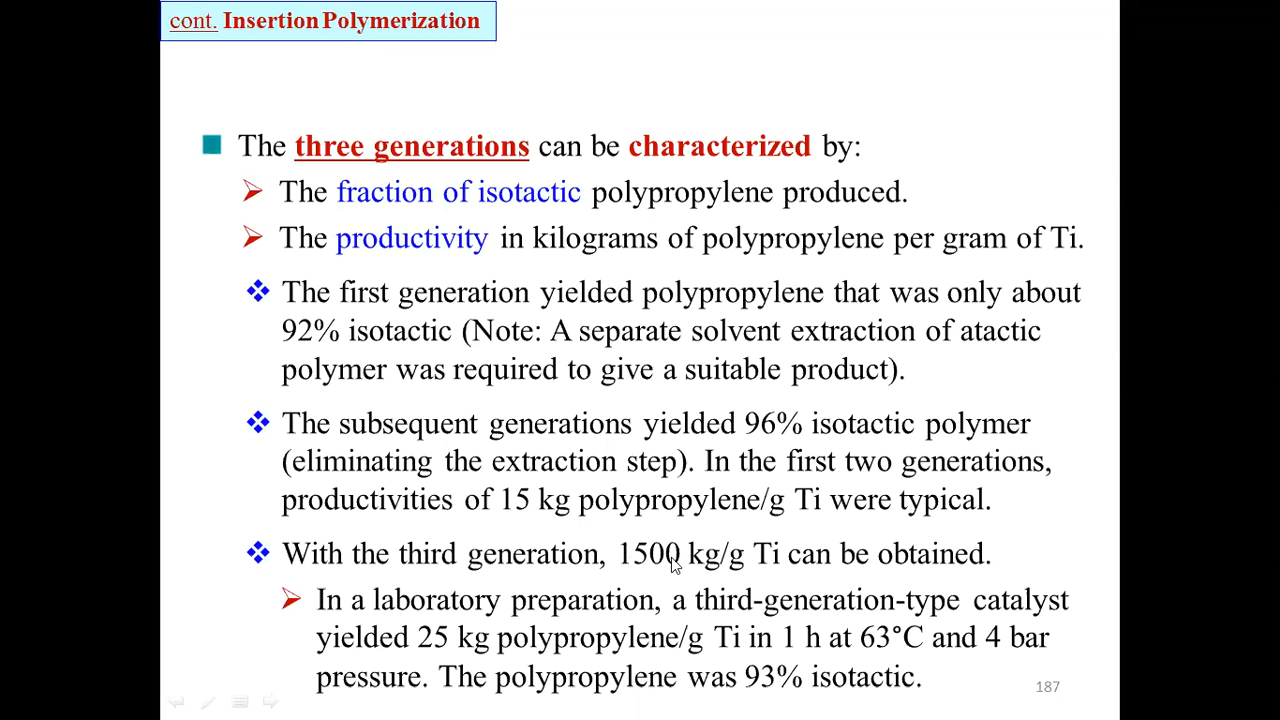 cont. Insertion Polymerization
The three generations can be characterized by:
The fraction of isotactic polypropylene produced.
The productivity in kilograms of polypropylene per gram of Ti.
The first generation yielded polypropylene that was only about
92% isotactic (Note: A separate solvent extraction of atactic
polymer was required to give a suitable product).
The subsequent generations yielded 96% isotactic polymer
(eliminating the extraction step). In the first two generations,
productivities of 15 kg polypropylene/g Ti were typical.
With the third generation, 1500 kg/g Ti can be obtained.
In a laboratory preparation, a third-generation-type catalyst
yielded 25 kg polypropylene/g Ti in 1 h at 63°C and 4 bar
pressure. The polypropylene was 93% isotactic.
187